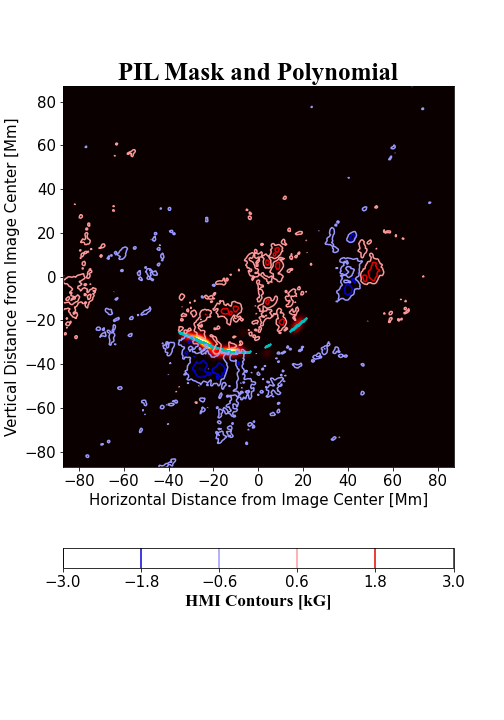 PIL Mask and Polynomial
Vertical Distance from Image Center [Mm]
80
60
40
20
0
−20
−40
−60
−80
−80 −60 −40 −20 0 20 40 60 80
Horizontal Distance from Image Center [Mm]
−3.0 −1.8 −0.6 0.6 1.8 3.0
HMI Contours [kG]